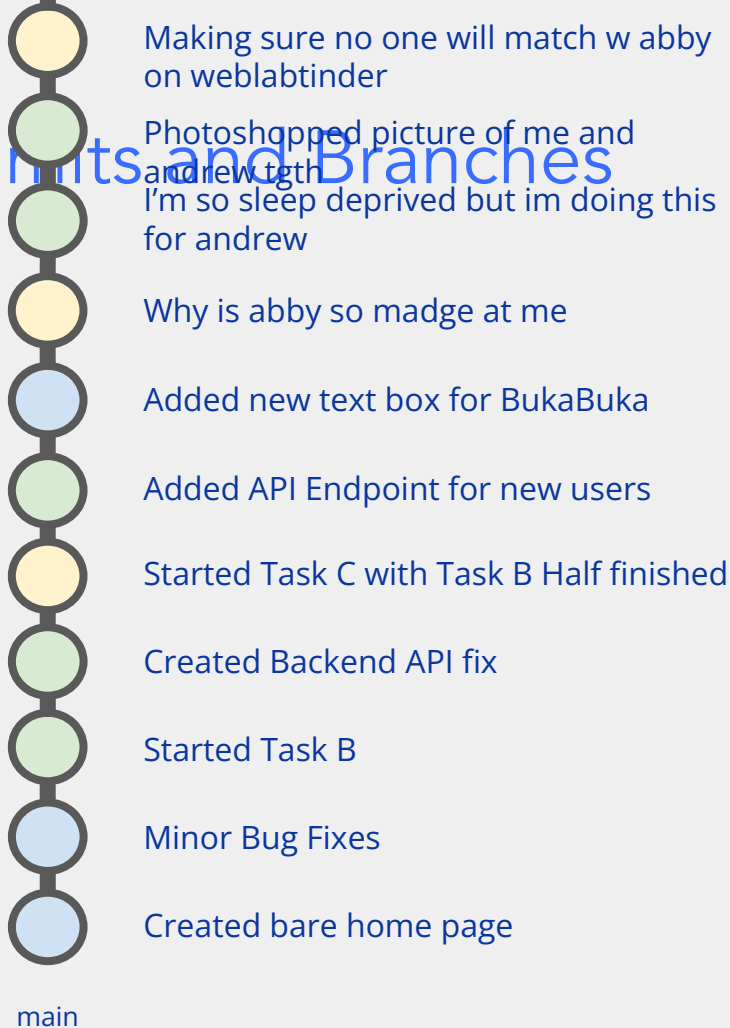 Making sure no one will match w abby
on weblabtinder
Photoshopped picture of me and
andrew tgth
and Branches
I'm so sleep deprived but im doing this
for andrew
Why is abby so madge at me
Added new text box for BukaBuka
Added API Endpoint for new users
Started Task C with Task B Half finished
Created Backend API fix
Started Task B
Minor Bug Fixes
Created bare home page
main